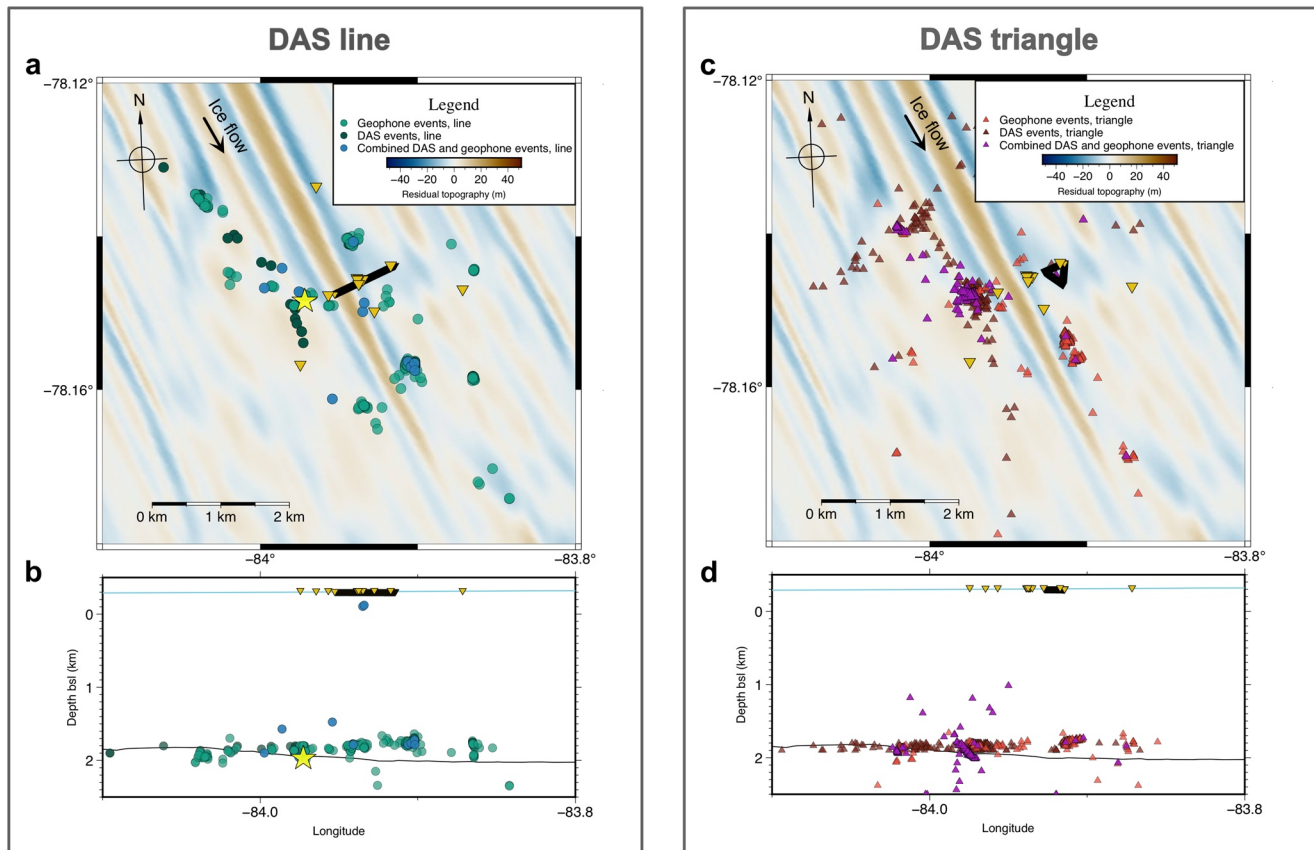 DAS line
a
−78.12°
N
Ice flow
Legend
Geophone events, line
DAS events, line
Combined DAS and geophone events, line
−40 −20 0 20 40
Residual topography (m)
−78.16°
0 km 1 km 2 km
−84° −83.8°
b
0
1
2
Depth bsl (km)
−84.0 −83.8
Longitude
DAS triangle
c
−78.12°
N
Ice flow
Legend
Geophone events, triangle
DAS events, triangle
Combined DAS and geophone events, triangle
−40 −20 0 20 40
Residual topography (m)
−78.16°
0 km 1 km 2 km
−84° −83.8°
d
0
1
2
Depth bsl (km)
−84.0 −83.8
Longitude